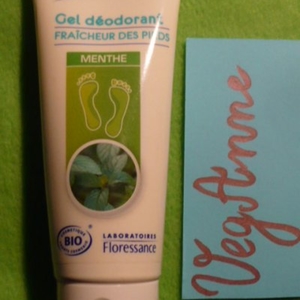 Gel déodorant
FRAÎCHEUR DES PIEDS
MENTHE
BIO
LABORATOIRES
Floressance
VegAnne